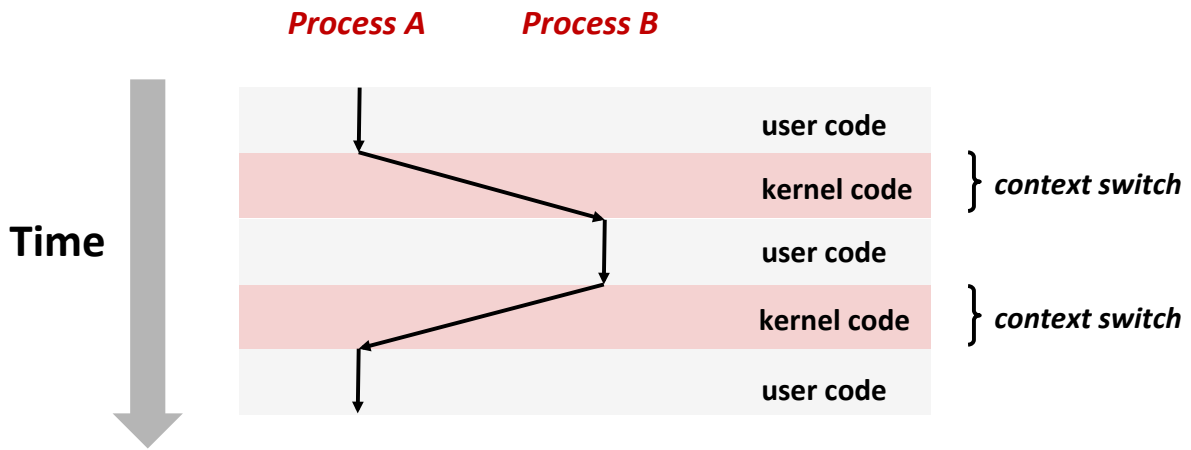 Process A Process B
user code
kernel code } context switch
Time
user code
kernel code } context switch
user code